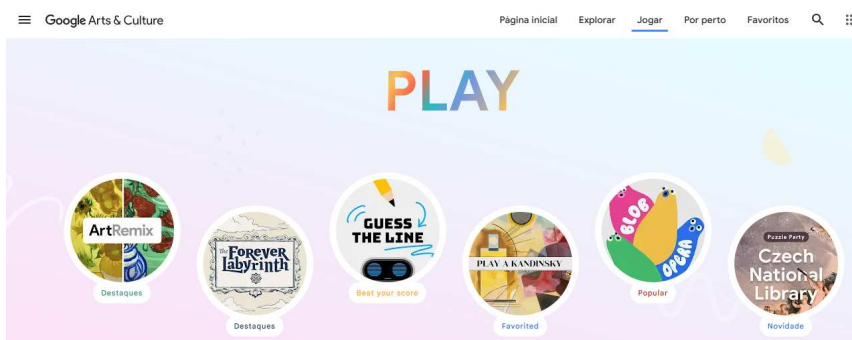 Google Arts & Culture
Página inicial
Explorar
Jogar
Por perto
Favoritos
PLAY
ArtRemix
Destaques
The Forever
Labyrinth
Destaques
GUESS
THE LINE
Beat your score
PLAY A KANDINSKY
Favorited
BLOB
OPERA
Popular
Puzzle Party
Czech
National
Library
Novidade